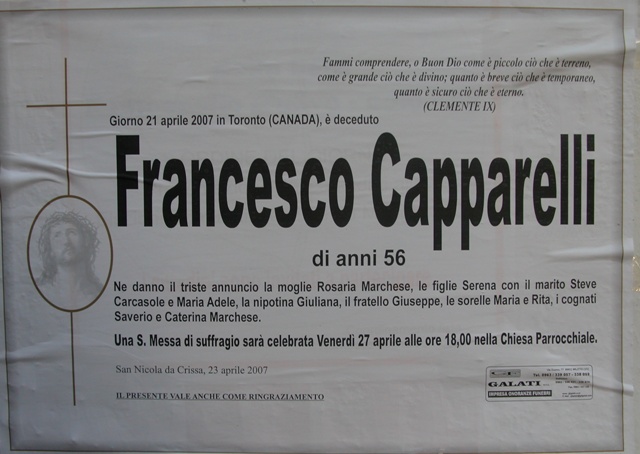 Fammi comprendere, o Buon Dio come è piccolo ciò che è terreno,
come è grande ciò che è divino; quanto è breve ciò che è temporaneo,
quanto è sicuro ciò che è eterno.
(CLEMENTE IX)
Giorno 21 aprile 2007 in Toronto (CANADA), è deceduto
Francesco Capparelli
di anni 56
Ne danno il triste annuncio la moglie Rosaria Marchese, le figlie Serena con il marito Steve
Carcasole e Maria Adele, la nipotina Giuliana, il fratello Giuseppe, le sorelle Maria e Rita, i cognati
Saverio e Caterina Marchese.
Una S. Messa di suffragio sarà celebrata Venerdì 27 aprile alle ore 18,00 nella Chiesa Parrocchiale.
San Nicola da Crissa, 23 aprile 2007
IL PRESENTE VALE ANCHE COME RINGRAZIAMENTO
GALATI
IMPRESA ONORANZE FUNEBRI